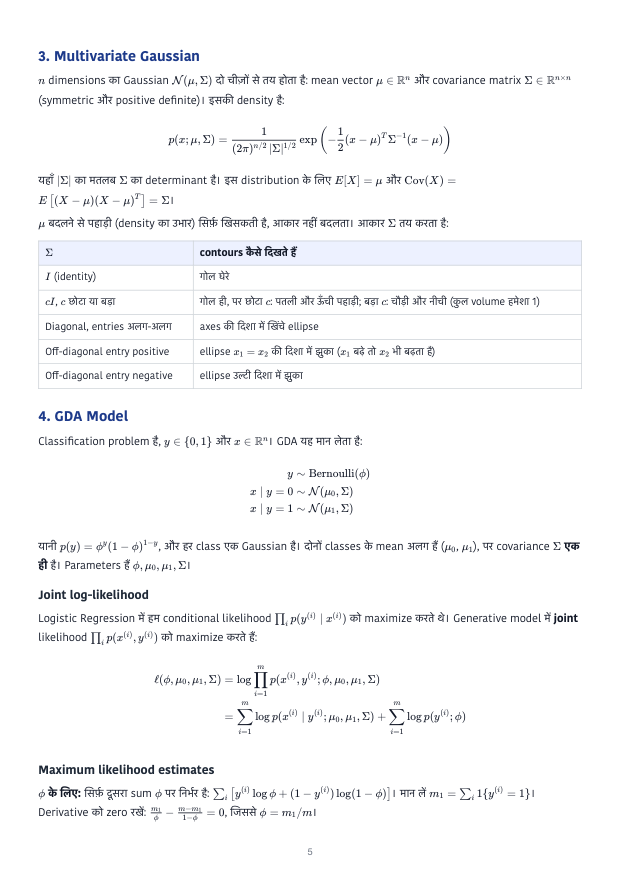 3. Multivariate Gaussian
n dimensions का Gaussian 𝒩(μ, Σ) दो चीज़ों से तय होता है: mean vector μ ∈ ℝⁿ और covariance matrix Σ ∈ ℝⁿˣⁿ
(symmetric और positive definite)। इसकी density है:
p(x; μ, Σ) = 1 / ((2π)^{n/2} |Σ|^{1/2}) exp (−1/2 (x − μ)^T Σ^{−1} (x − μ))
यहाँ |Σ| का मतलब Σ का determinant है। इस distribution के लिए E[X] = μ और Cov(X) =
E [(X − μ)(X − μ)^T] = Σ।
μ बदलने से पहाड़ी (density का उभार) सिर्फ़ खिसकती है, आकार नहीं बदलता। आकार Σ तय करता है:
Σ contours कैसे दिखते हैं
I (identity) गोल घेरे
cI, c छोटा या बड़ा गोल ही, पर छोटा c: पतली और ऊँची पहाड़ी; बड़ा c: चौड़ी और नीची (कुल volume हमेशा 1)
Diagonal, entries अलग-अलग axes की दिशा में खिंचे ellipse
Off-diagonal entry positive ellipse x₁ = x₂ की दिशा में झुका (x₁ बढ़े तो x₂ भी बढ़ता है)
Off-diagonal entry negative ellipse उल्टी दिशा में झुका
4. GDA Model
Classification problem है, y ∈ {0, 1} और x ∈ ℝⁿ। GDA यह मान लेता है:
y ∼ Bernoulli(ϕ)
x | y = 0 ∼ 𝒩(μ₀, Σ)
x | y = 1 ∼ 𝒩(μ₁, Σ)
यानी p(y) = ϕ^y (1 − ϕ)^{1−y}, और हर class एक Gaussian है। दोनों classes के mean अलग हैं (μ₀, μ₁), पर covariance Σ एक
ही है। Parameters हैं ϕ, μ₀, μ₁, Σ।
Joint log-likelihood
Logistic Regression में हम conditional likelihood ∏_i p(y^{(i)} | x^{(i)}) को maximize करते थे। Generative model में joint
likelihood ∏_i p(x^{(i)}, y^{(i)}) को maximize करते हैं:
ℓ(ϕ, μ₀, μ₁, Σ) = log ∏_{i=1}^{m} p(x^{(i)}, y^{(i)}; ϕ, μ₀, μ₁, Σ)
= ∑_{i=1}^{m} log p(x^{(i)} | y^{(i)}; μ₀, μ₁, Σ) + ∑_{i=1}^{m} log p(y^{(i)}; ϕ)
Maximum likelihood estimates
ϕ के लिए: सिर्फ़ दूसरा sum ϕ पर निर्भर है: ∑_i [y^{(i)} log ϕ + (1 − y^{(i)}) log(1 − ϕ)]। मान लें m₁ = ∑_i 1{y^{(i)} = 1}।
Derivative को zero रखें: m₁/ϕ − (m−m₁)/(1−ϕ) = 0, जिससे ϕ = m₁/m।
5